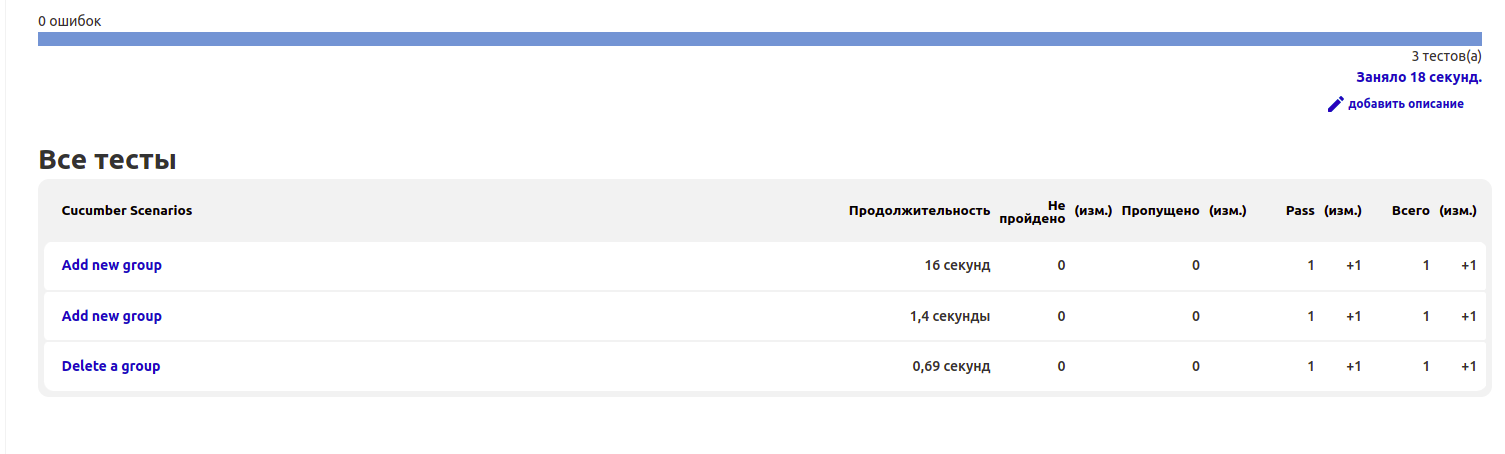 0 ошибок
3 тестов(а)
Заняло 18 секунд.
добавить описание
Все тесты
Cucumber Scenarios Продолжительность Не пройдено (изм.) Пропущено (изм.) Pass (изм.) Всего (изм.)
Add new group 16 секунд 0 0 1 +1 1 +1
Add new group 1,4 секунды 0 0 1 +1 1 +1
Delete a group 0,69 секунд 0 0 1 +1 1 +1